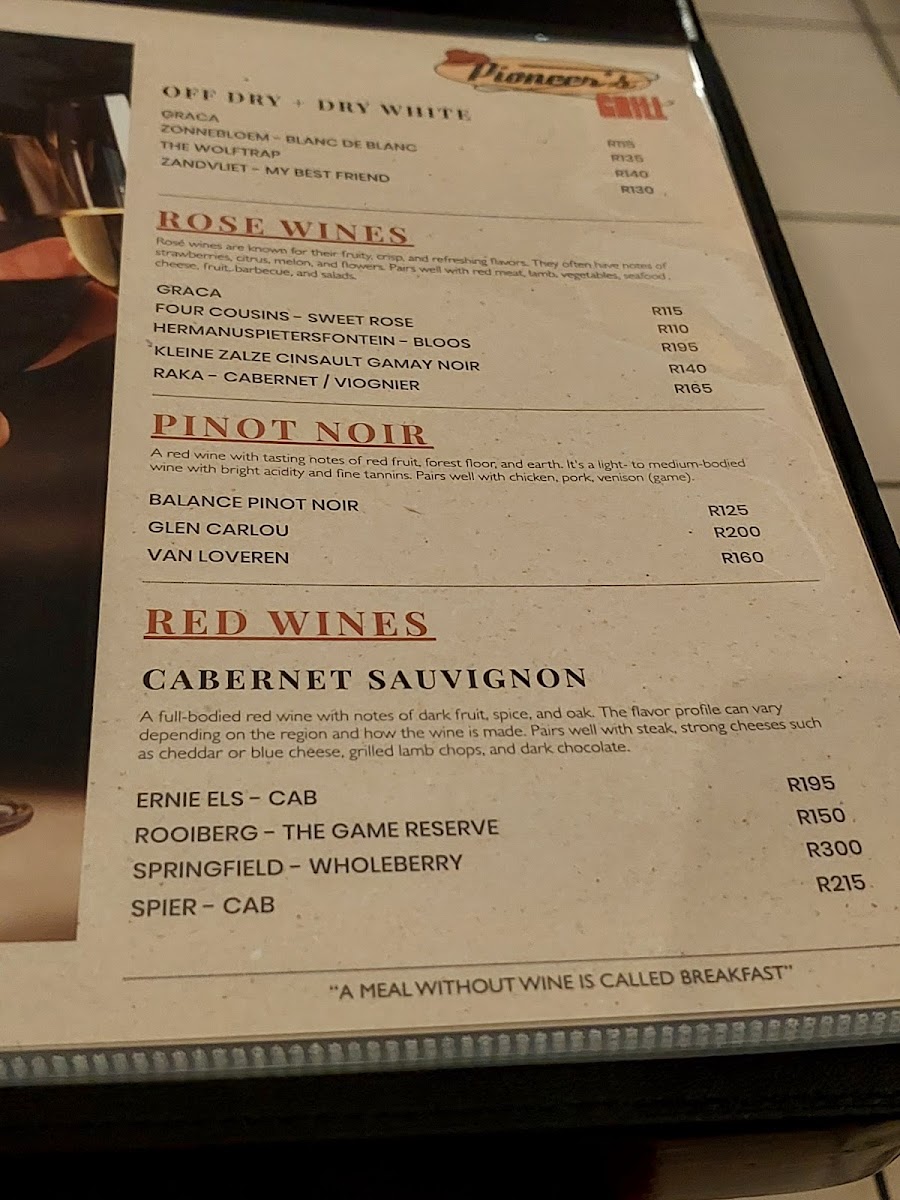 Pioneer's
GRILL
OFF DRY + DRY WHITE
GRACA R115
ZONNEBLOEM - BLANC DE BLANC R135
THE WOLFTRAP R140
ZANDVLIET - MY BEST FRIEND R130
ROSE WINES
Rosé wines are known for their fruity, crisp, and refreshing flavors. They often have notes of
strawberries, citrus, melon, and flowers. Pairs well with red meat, lamb, vegetables, seafood,
cheese, fruit, barbecue, and salads.
GRACA R115
FOUR COUSINS - SWEET ROSE R110
HERMANUSPIETERSFONTEIN - BLOOS R195
KLEINE ZALZE CINSAULT GAMAY NOIR R140
RAKA - CABERNET / VIOGNIER R165
PINOT NOIR
A red wine with tasting notes of red fruit, forest floor, and earth. It's a light- to medium-bodied
wine with bright acidity and fine tannins. Pairs well with chicken, pork, venison (game).
BALANCE PINOT NOIR R125
GLEN CARLOU R200
VAN LOVEREN R160
RED WINES
CABERNET SAUVIGNON
A full-bodied red wine with notes of dark fruit, spice, and oak. The flavor profile can vary
depending on the region and how the wine is made. Pairs well with steak, strong cheeses such
as cheddar or blue cheese, grilled lamb chops, and dark chocolate.
ERNIE ELS - CAB R195
ROOIBERG - THE GAME RESERVE R150
SPRINGFIELD - WHOLEBERRY R300
SPIER - CAB R215
"A MEAL WITHOUT WINE IS CALLED BREAKFAST"